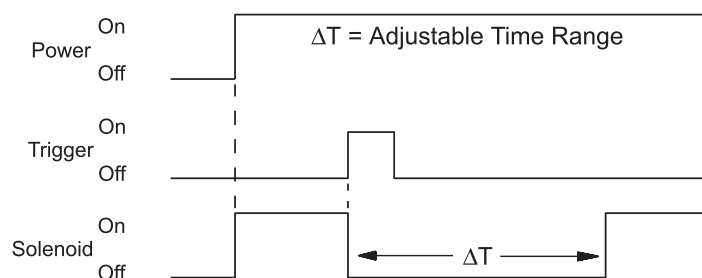 On
Power
Off
ΔT = Adjustable Time Range
On
Trigger
Off
On
Solenoid
Off
ΔT